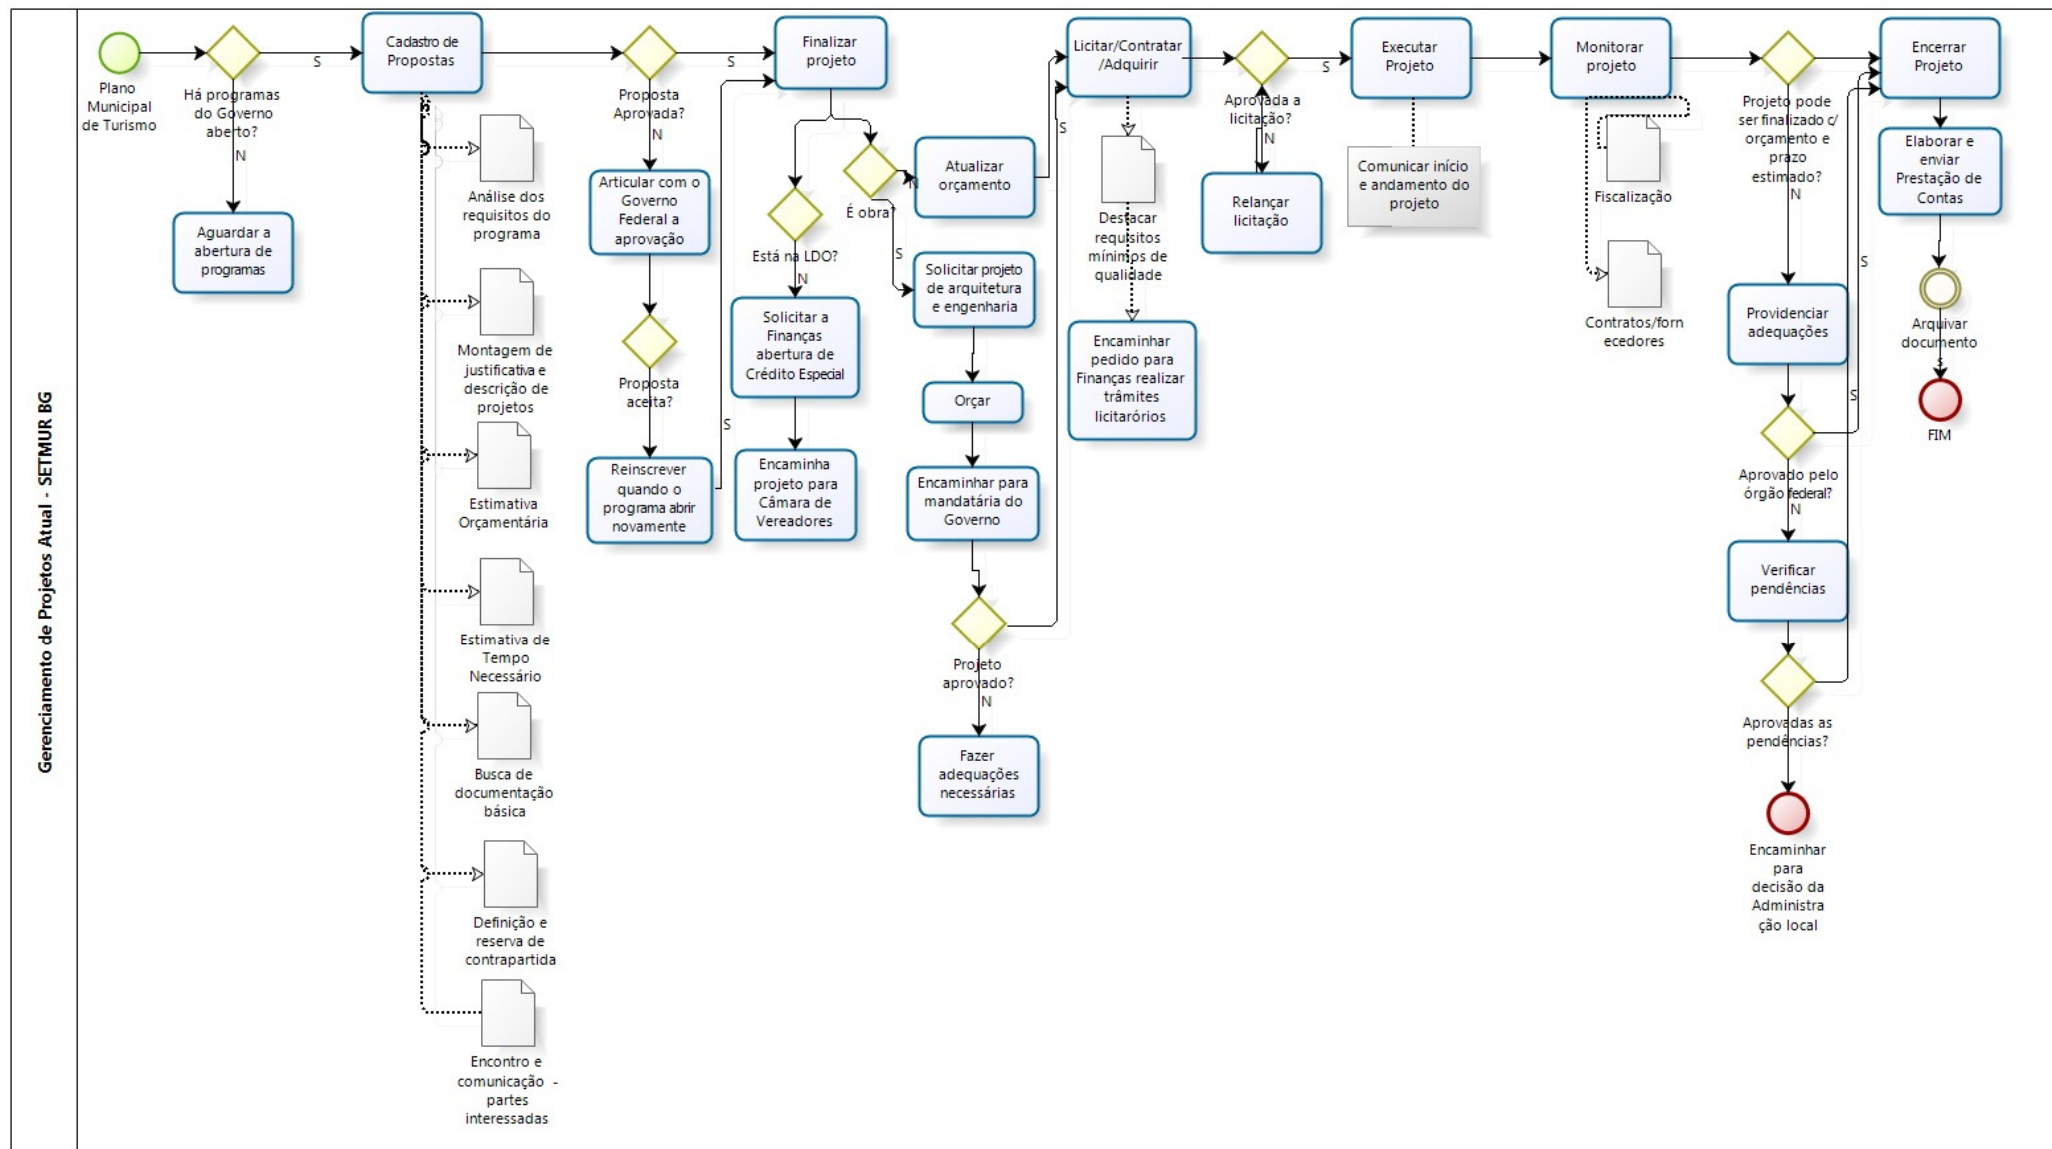 Gerenciamento de Projetos Atual - SETMUR BG
Plano
Municipal
de Turismo
Há programas
do Governo
aberto?
S
N
Aguardar a
abertura de
programas
Cadastro de
Propostas
Análise dos
requisitos do
programa
Montagem de
justificativa e
descrição de
projetos
Estimativa
Orçamentária
Estimativa de
Tempo
Necessário
Busca de
documentação
básica
Definição e
reserva de
contrapartida
Encontro e
comunicação -
partes
interessadas
Proposta
Aprovada?
S
N
Articular com o
Governo
Federal a
aprovação
Proposta
aceita?
Reinscrever
quando o
programa abrir
novamente
S
Finalizar
projeto
Está na LDO?
N
Solicitar a
Finanças
abertura de
Crédito Especial
Encaminha
projeto para
Câmara de
Vereadores
É obra?
N
S
Atualizar
orçamento
Solicitar projeto
de arquitetura
e engenharia
Orçar
Encaminhar para
mandatária do
Governo
Projeto
aprovado?
N
Fazer
adequações
necessárias
S
Licitar/Contratar
/Adquirir
Destacar
requisitos
mínimos de
qualidade
Encaminhar
pedido para
Finanças realizar
trâmites
licitarórios
Aprovada a
licitação?
S
N
Relançar
licitação
Executar
Projeto
Comunicar início
e andamento do
projeto
Monitorar
projeto
Fiscalização
Contratos/forn
ecedores
Projeto pode
ser finalizado c/
orçamento e
prazo
estimado?
N
Providenciar
adequações
Aprovado pelo
órgão federal?
S
N
Verificar
pendências
Aprovadas as
pendências?
S
Encaminhar
para
decisão da
Administra
ção local
Encerrar
Projeto
Elaborar e
enviar
Prestação de
Contas
Arquivar
documento
s
FIM